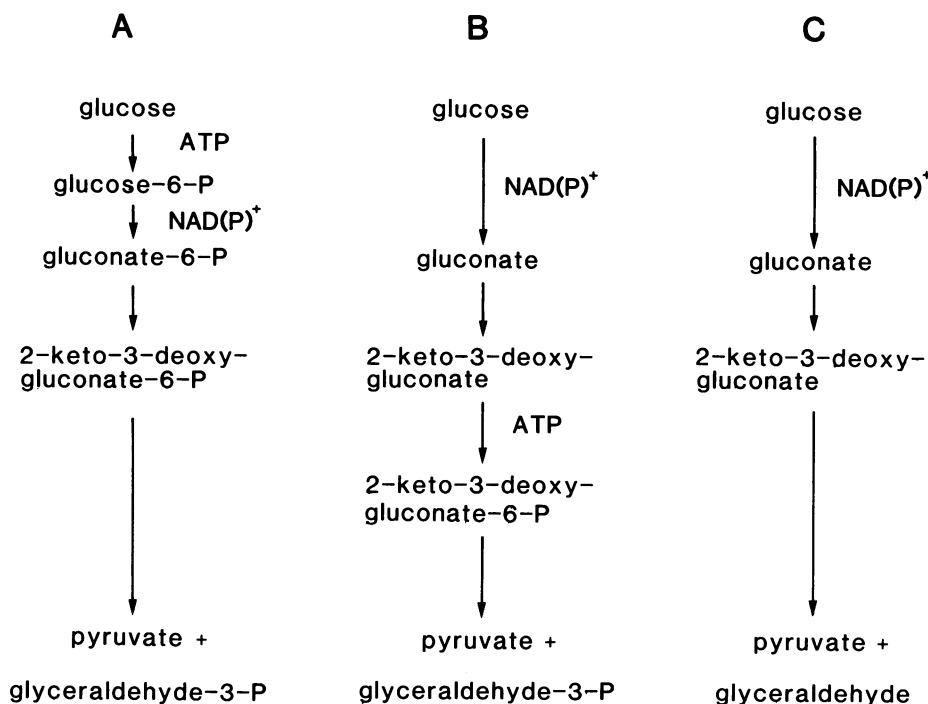 A
glucose
ATP
glucose-6-P
NAD(P)+
gluconate-6-P
2-keto-3-deoxy-
gluconate-6-P
pyruvate +
glyceraldehyde-3-P
B
glucose
NAD(P)+
gluconate
2-keto-3-deoxy-
gluconate
ATP
2-keto-3-deoxy-
gluconate-6-P
pyruvate +
glyceraldehyde-3-P
C
glucose
NAD(P)+
gluconate
2-keto-3-deoxy-
gluconate
pyruvate +
glyceraldehyde